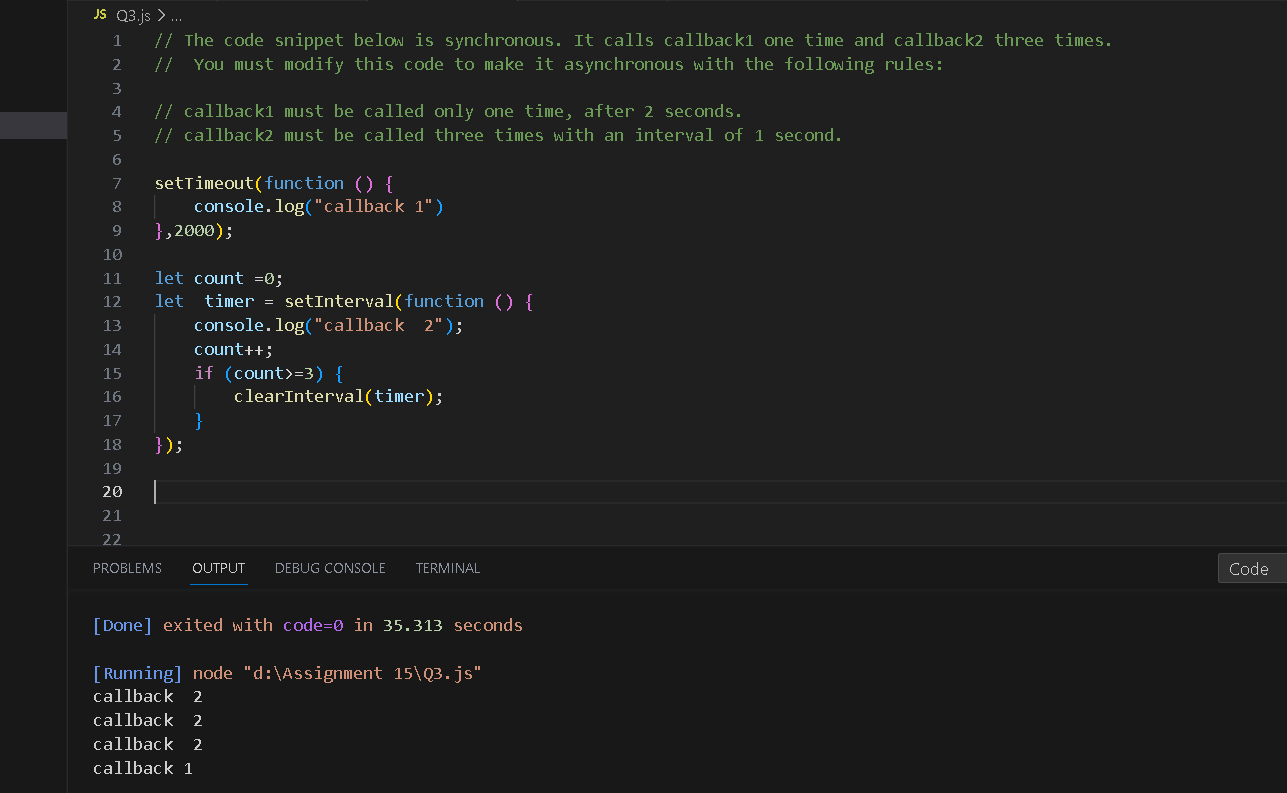 JS Q3.js > ...
1 // The code snippet below is synchronous. It calls callback1 one time and callback2 three times.
2 //  You must modify this code to make it asynchronous with the following rules:
3
4 // callback1 must be called only one time, after 2 seconds.
5 // callback2 must be called three times with an interval of 1 second.
6
7 setTimeout(function () {
8     console.log("callback 1")
9 },2000);
10
11 let count =0;
12 let  timer = setInterval(function () {
13     console.log("callback  2");
14     count++;
15     if (count>=3) {
16         clearInterval(timer);
17     }
18 });
19
20
21
22
PROBLEMS OUTPUT DEBUG CONSOLE TERMINAL Code
[Done] exited with code=0 in 35.313 seconds
[Running] node "d:\Assignment 15\Q3.js"
callback  2
callback  2
callback  2
callback 1